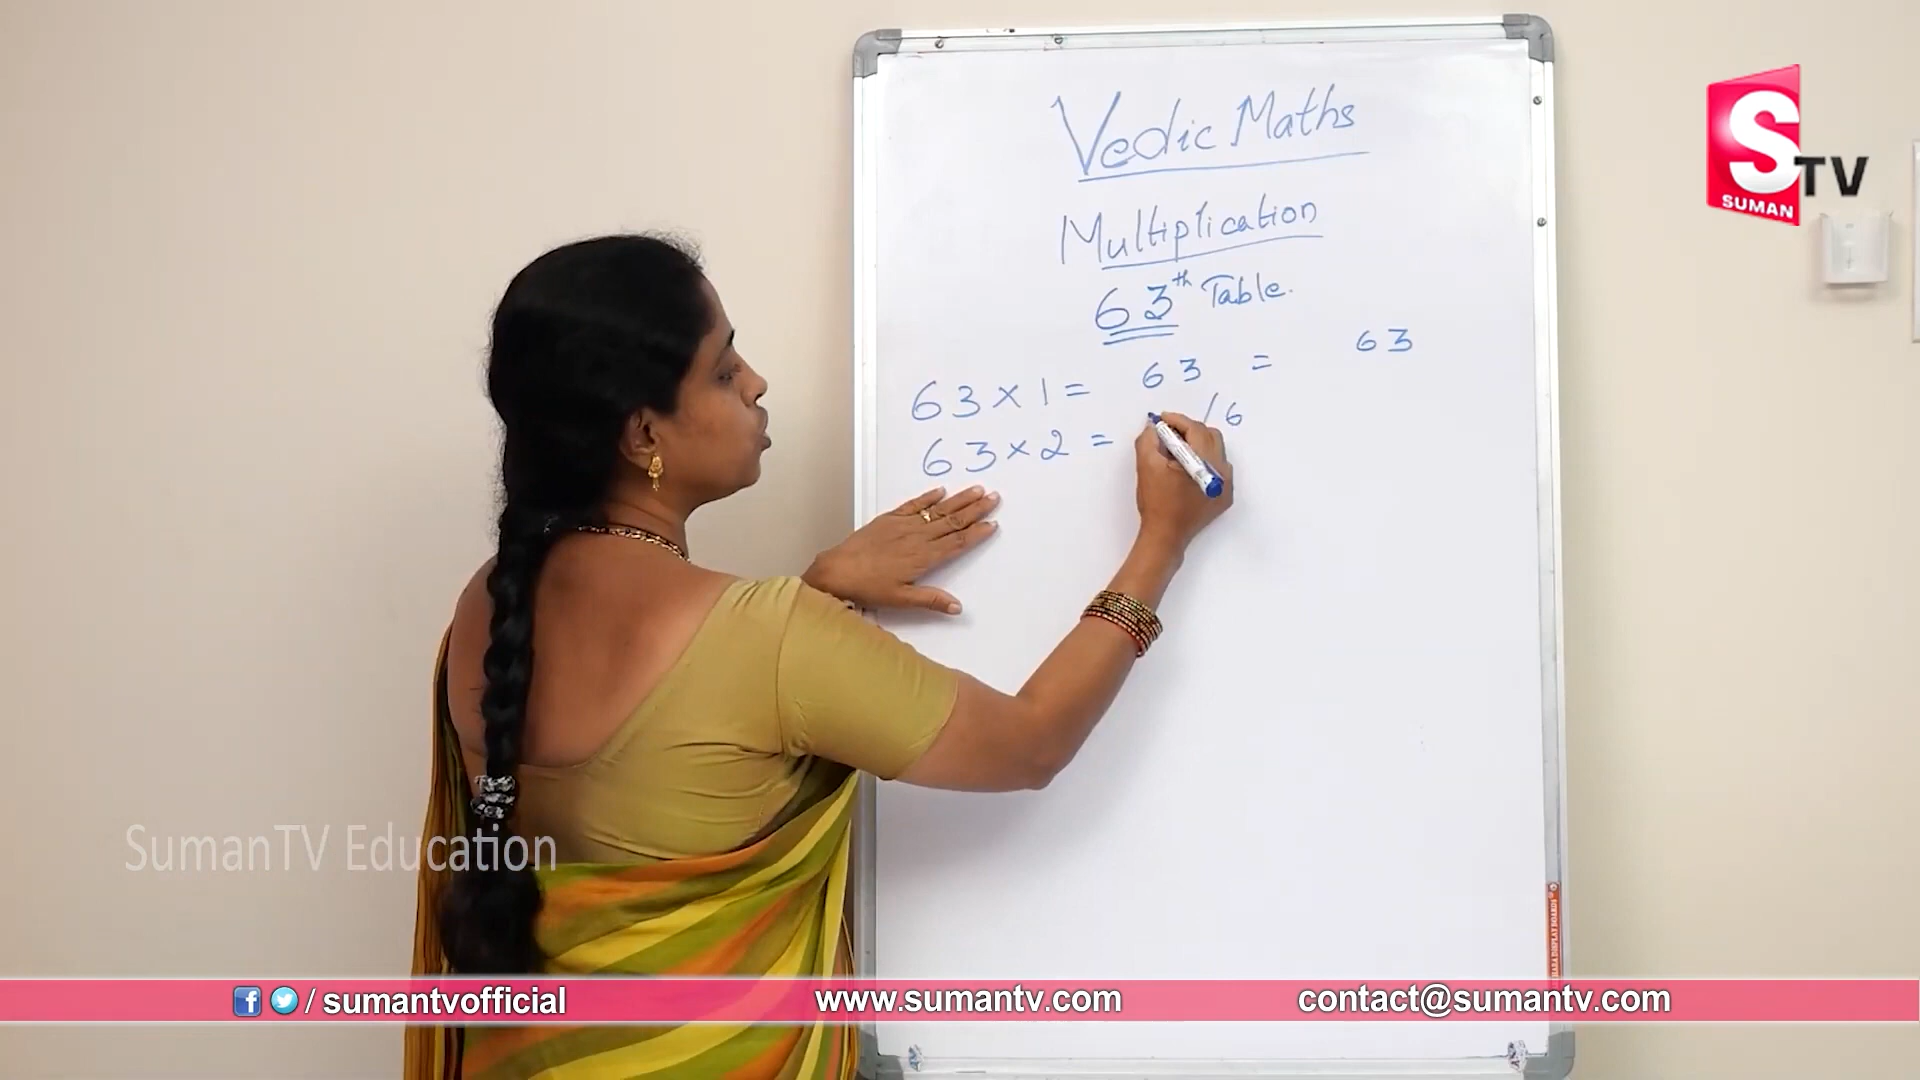 Vedic Maths
Multiplication
63th Table.
63 × 1 = 63 = 63
63 × 2 = /6
S TV
SUMAN
SumanTV Education
/ sumantvofficial
www.sumantv.com
contact@sumantv.com